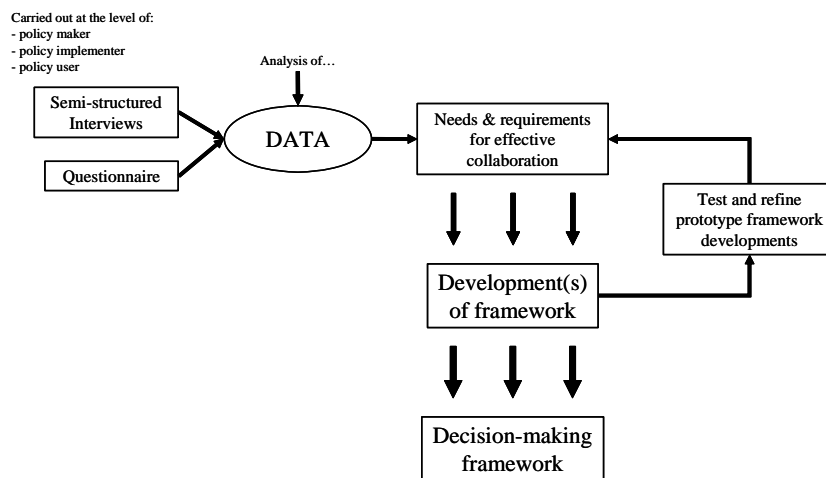 Carried out at the level of:
- policy maker
- policy implementer
- policy user
Analysis of…
Semi-structured
Interviews
DATA
Questionnaire
Needs & requirements
for effective
collaboration
Test and refine
prototype framework
developments
Development(s)
of framework
Decision-making
framework